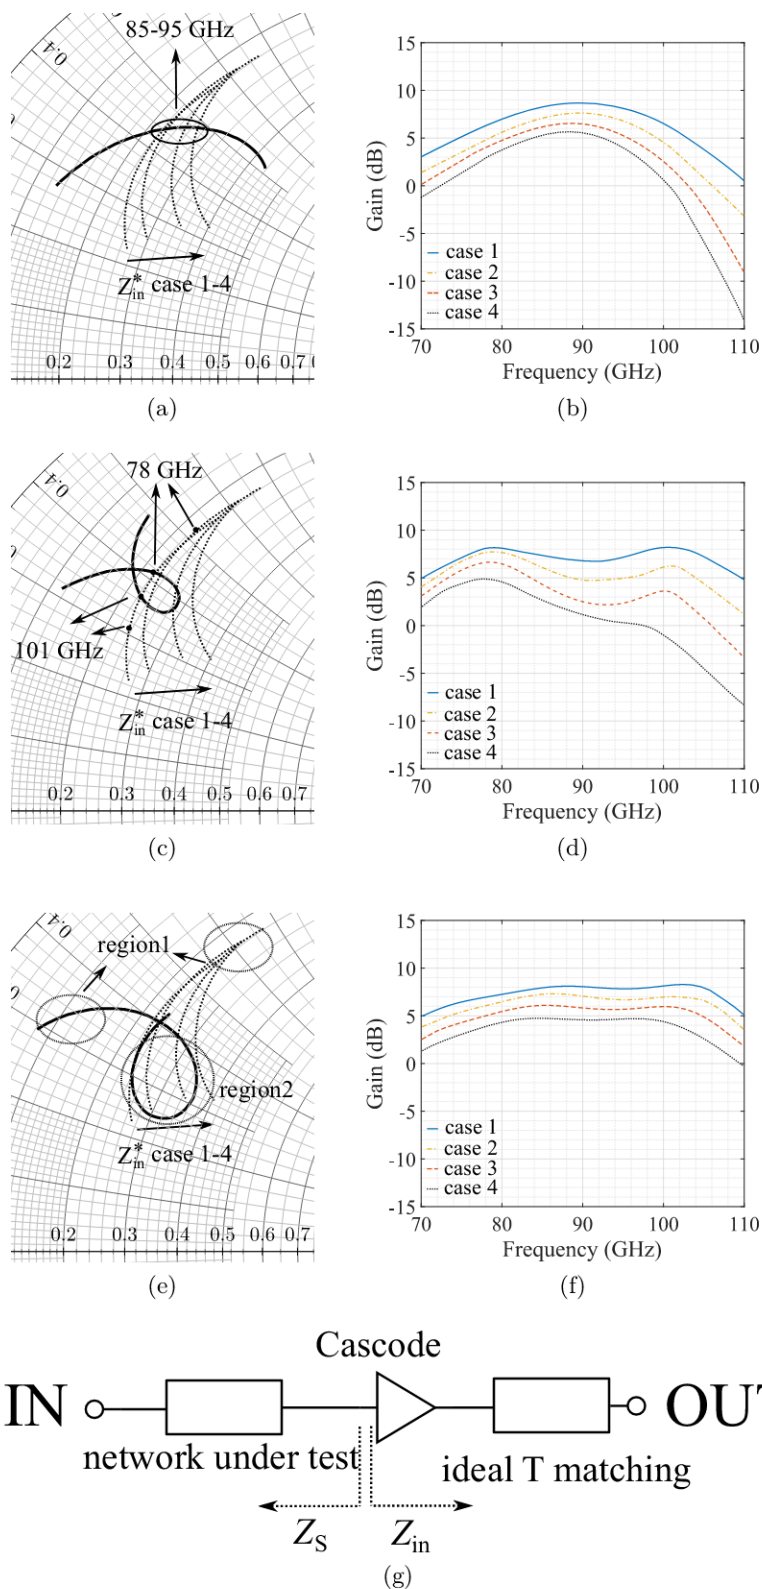 85-95 GHz
0.4
0
Z*in case 1-4
0.2 0.3 0.4 0.5 0.6 0.7 0
(a)
15
10
5
0
-5
-10
-15
Gain (dB)
case 1
case 2
case 3
case 4
70 80 90 100 110
Frequency (GHz)
(b)
78 GHz
0.4
0
101 GHz
Z*in case 1-4
0.2 0.3 0.4 0.5 0.6 0.7
(c)
15
10
5
0
-5
-10
-15
Gain (dB)
case 1
case 2
case 3
case 4
70 80 90 100 110
Frequency (GHz)
(d)
0.4
region1
0
region2
Z*in case 1-4
0.2 0.3 0.4 0.5 0.6 0.7
(e)
15
10
5
0
-5
-10
-15
Gain (dB)
case 1
case 2
case 3
case 4
70 80 90 100 110
Frequency (GHz)
(f)
Cascode
IN OUT
network under test
ideal T matching
ZS Zin
(g)